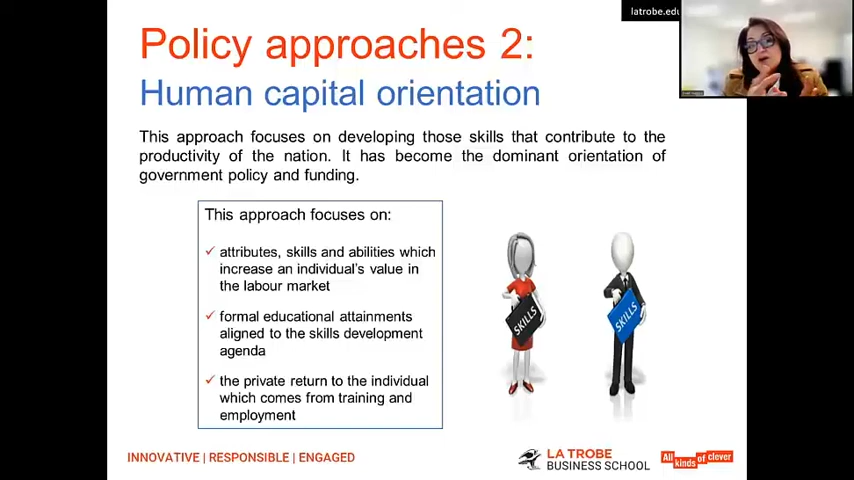 latrobe.edu
Policy approaches 2:
Human capital orientation
This approach focuses on developing those skills that contribute to the
productivity of the nation. It has become the dominant orientation of
government policy and funding.
This approach focuses on:
✓ attributes, skills and abilities which
increase an individual's value in
the labour market
✓ formal educational attainments
aligned to the skills development
agenda
✓ the private return to the individual
which comes from training and
employment
SKILLS
SKILLS
INNOVATIVE | RESPONSIBLE | ENGAGED
LA TROBE
BUSINESS SCHOOL
All kinds of clever